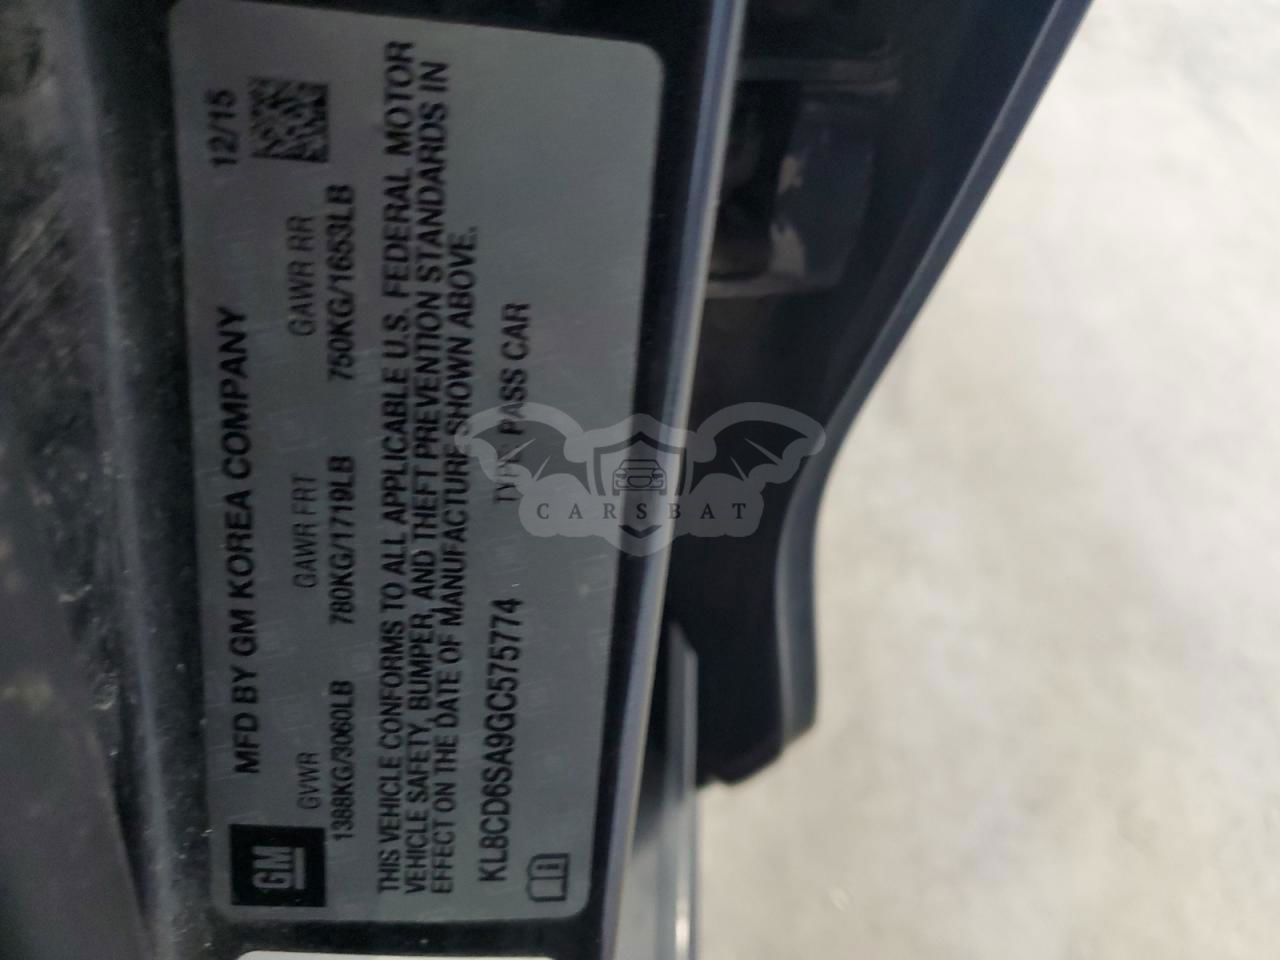 MFD BY GM KOREA COMPANY 12/15
GM
GVWR GAWR FRT GAWR RR
1388KG/3060LB 780KG/1719LB 750KG/1653LB
THIS VEHICLE CONFORMS TO ALL APPLICABLE U.S. FEDERAL MOTOR
VEHICLE SAFETY, BUMPER, AND THEFT PREVENTION STANDARDS IN
EFFECT ON THE DATE OF MANUFACTURE SHOWN ABOVE.
KL8CD6SA9GC575774 TYPE: PASS CAR
CARSBAT